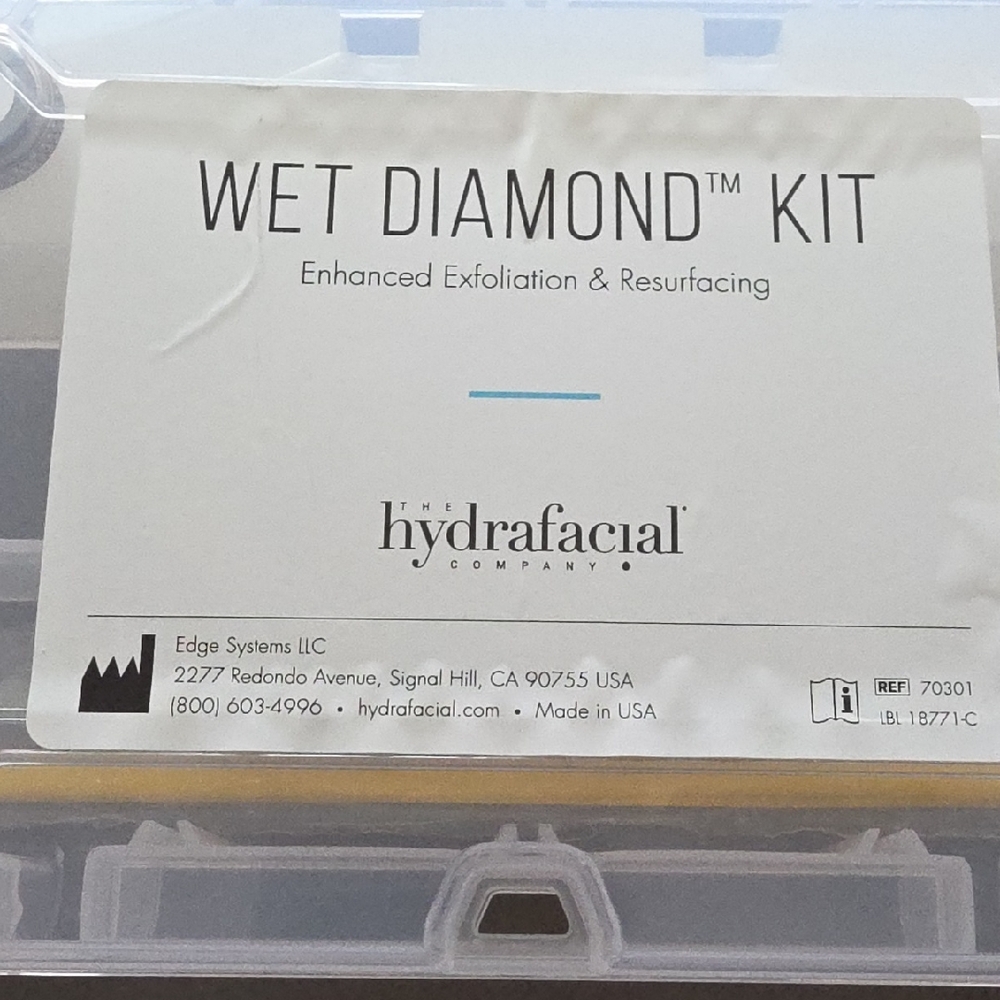 WET DIAMOND™ KIT
Enhanced Exfoliation & Resurfacing
THE
hydrafacial
COMPANY
Edge Systems LLC
2277 Redondo Avenue, Signal Hill, CA 90755 USA
(800) 603-4996 • hydrafacial.com • Made in USA
i REF 70301
LBL 18771-C